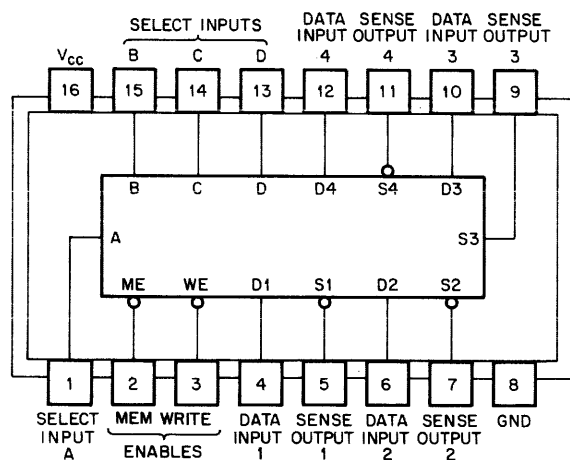 SELECT INPUTS
DATA INPUT 4
SENSE OUTPUT 4
DATA INPUT 3
SENSE OUTPUT 3
VCC
B C D
16 15 14 13 12 11 10 9
B C D D4 S4 D3
A S3
ME WE D1 S1 D2 S2
1 2 3 4 5 6 7 8
SELECT INPUT A
MEM WRITE
ENABLES
DATA INPUT 1
SENSE OUTPUT 1
DATA INPUT 2
SENSE OUTPUT 2
GND